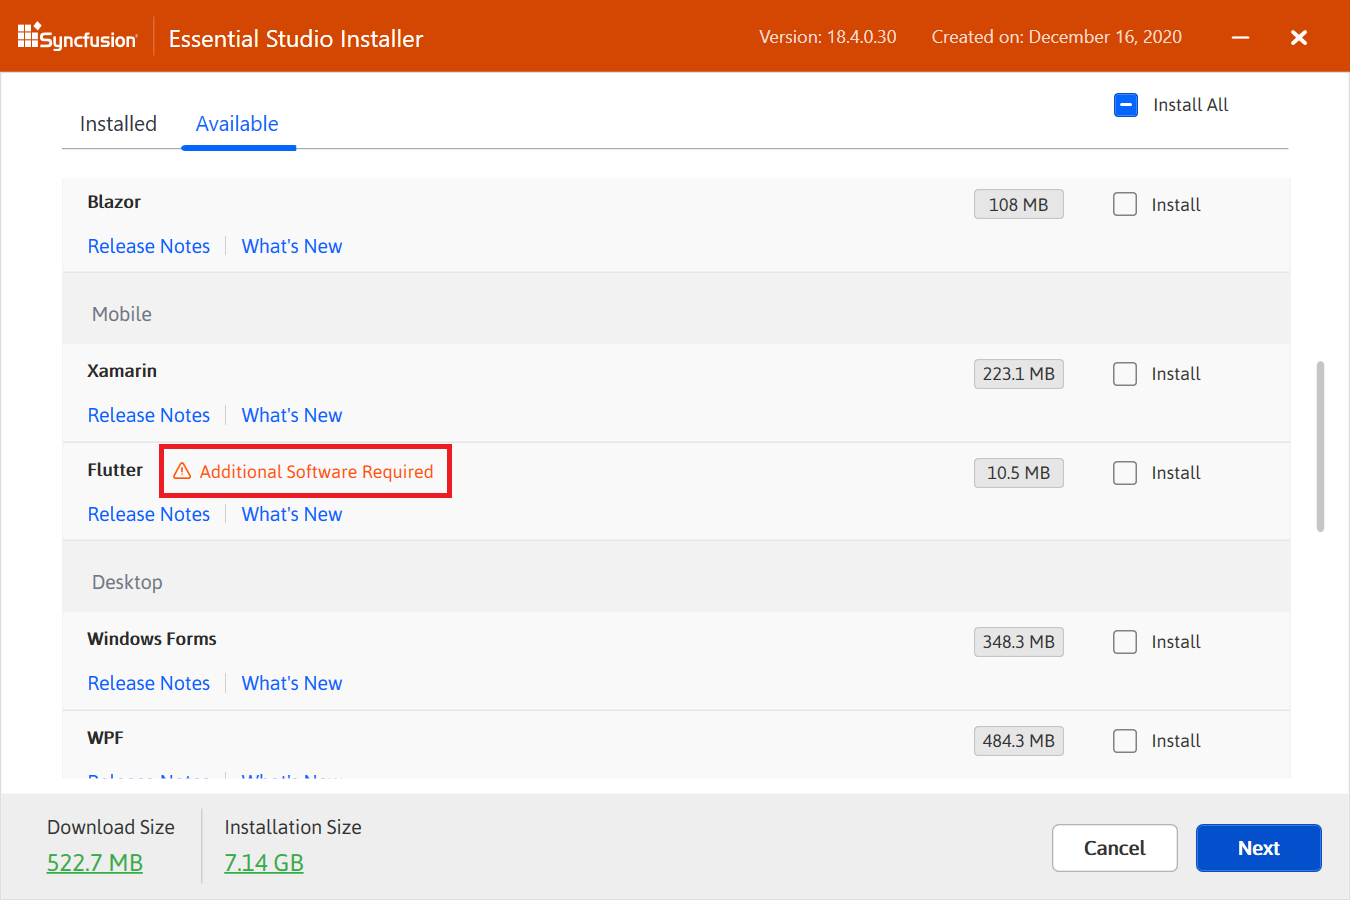 Syncfusion
Essential Studio Installer
Version: 18.4.0.30
Created on: December 16, 2020
Installed
Available
Install All
Blazor
108 MB
Install
Release Notes
What's New
Mobile
Xamarin
223.1 MB
Install
Release Notes
What's New
Flutter
Additional Software Required
10.5 MB
Install
Release Notes
What's New
Desktop
Windows Forms
348.3 MB
Install
Release Notes
What's New
WPF
484.3 MB
Install
Release Notes
What's New
Download Size
Installation Size
522.7 MB
7.14 GB
Cancel
Next